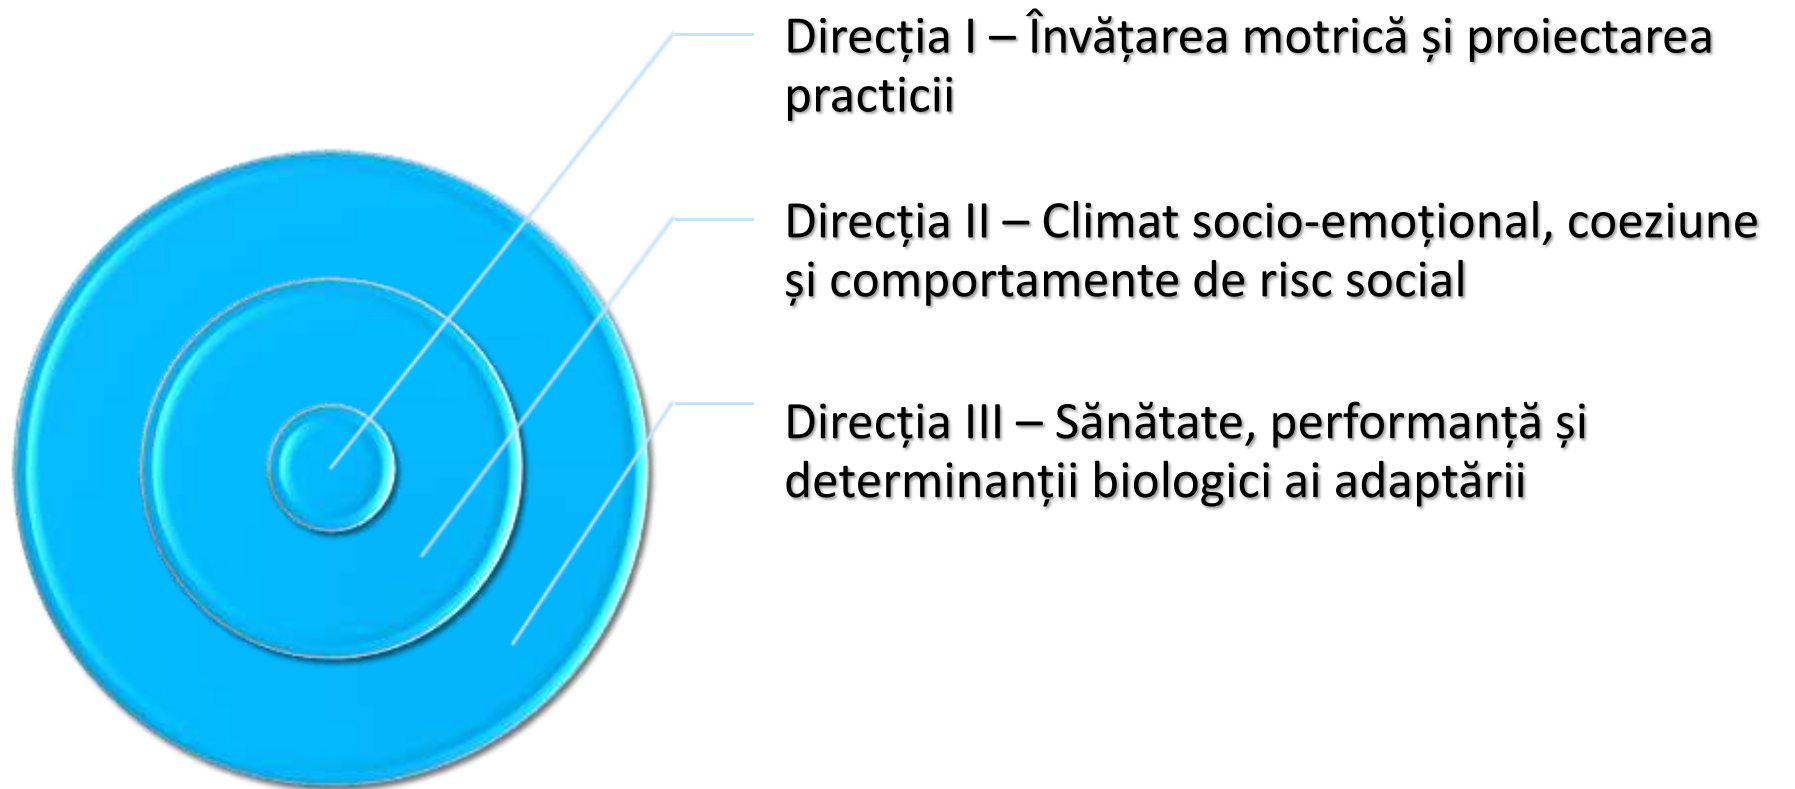 Direcția I – Învățarea motrică și proiectarea
practicii
Direcția II – Climat socio-emoțional, coeziune
și comportamente de risc social
Direcția III – Sănătate, performanță și
determinanții biologici ai adaptării